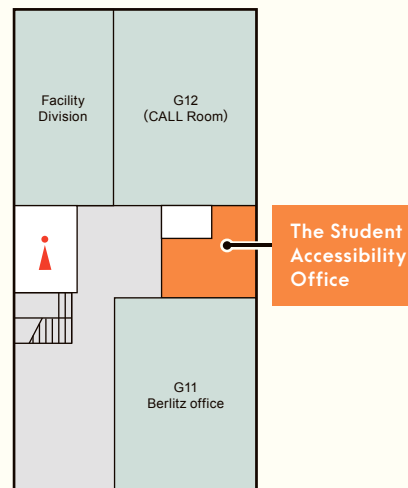 Facility
Division
G12
（CALL Room）
The Student
Accessibility
Office
G11
Berlitz office